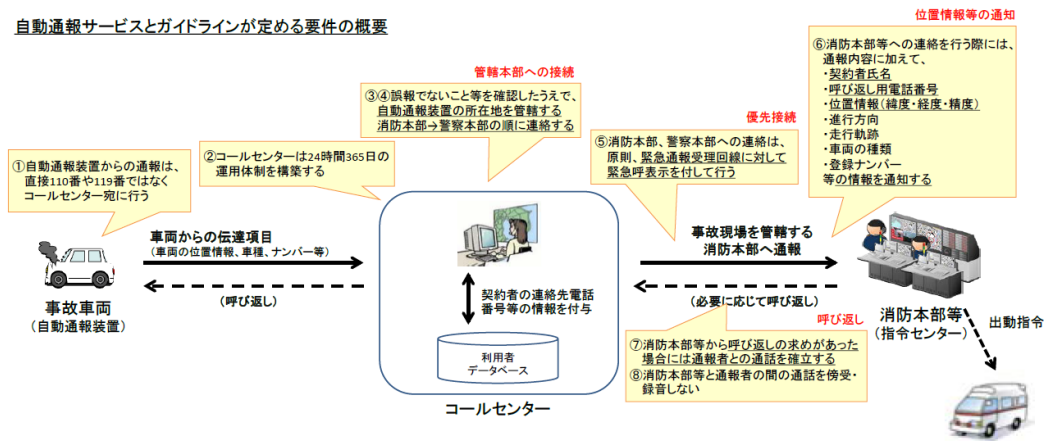 自動通報サービスとガイドラインが定める要件の概要
位置情報等の通知
⑥消防本部等への連絡を行う際には、
通報内容に加えて、
・契約者氏名
・呼び返し用電話番号
・位置情報（緯度・経度・精度）
・進行方向
・走行軌跡
・車両の種類
・登録ナンバー
等の情報を通知する
管轄本部への接続
③④誤報でないこと等を確認したうえで、
自動通報装置の所在地を管轄する
消防本部→警察本部の順に連絡する
優先接続
⑤消防本部、警察本部への連絡は、
原則、緊急通報受理回線に対して
緊急呼表示を付して行う
②コールセンターは24時間365日の
運用体制を構築する
①自動通報装置からの通報は、
直接110番や119番ではなく
コールセンター宛に行う
車両からの伝達項目
（車両の位置情報、車種、ナンバー等）
（呼び返し）
事故車両
（自動通報装置）
契約者の連絡先電話
番号等の情報を付与
利用者
データベース
コールセンター
事故現場を管轄する
消防本部へ通報
（必要に応じて呼び返し）
呼び返し
⑦消防本部等から呼び返しの求めがあった
場合には通報者との通話を確立する
⑧消防本部等と通報者の間の通話を傍受・
録音しない
消防本部等
（指令センター）
出動指令